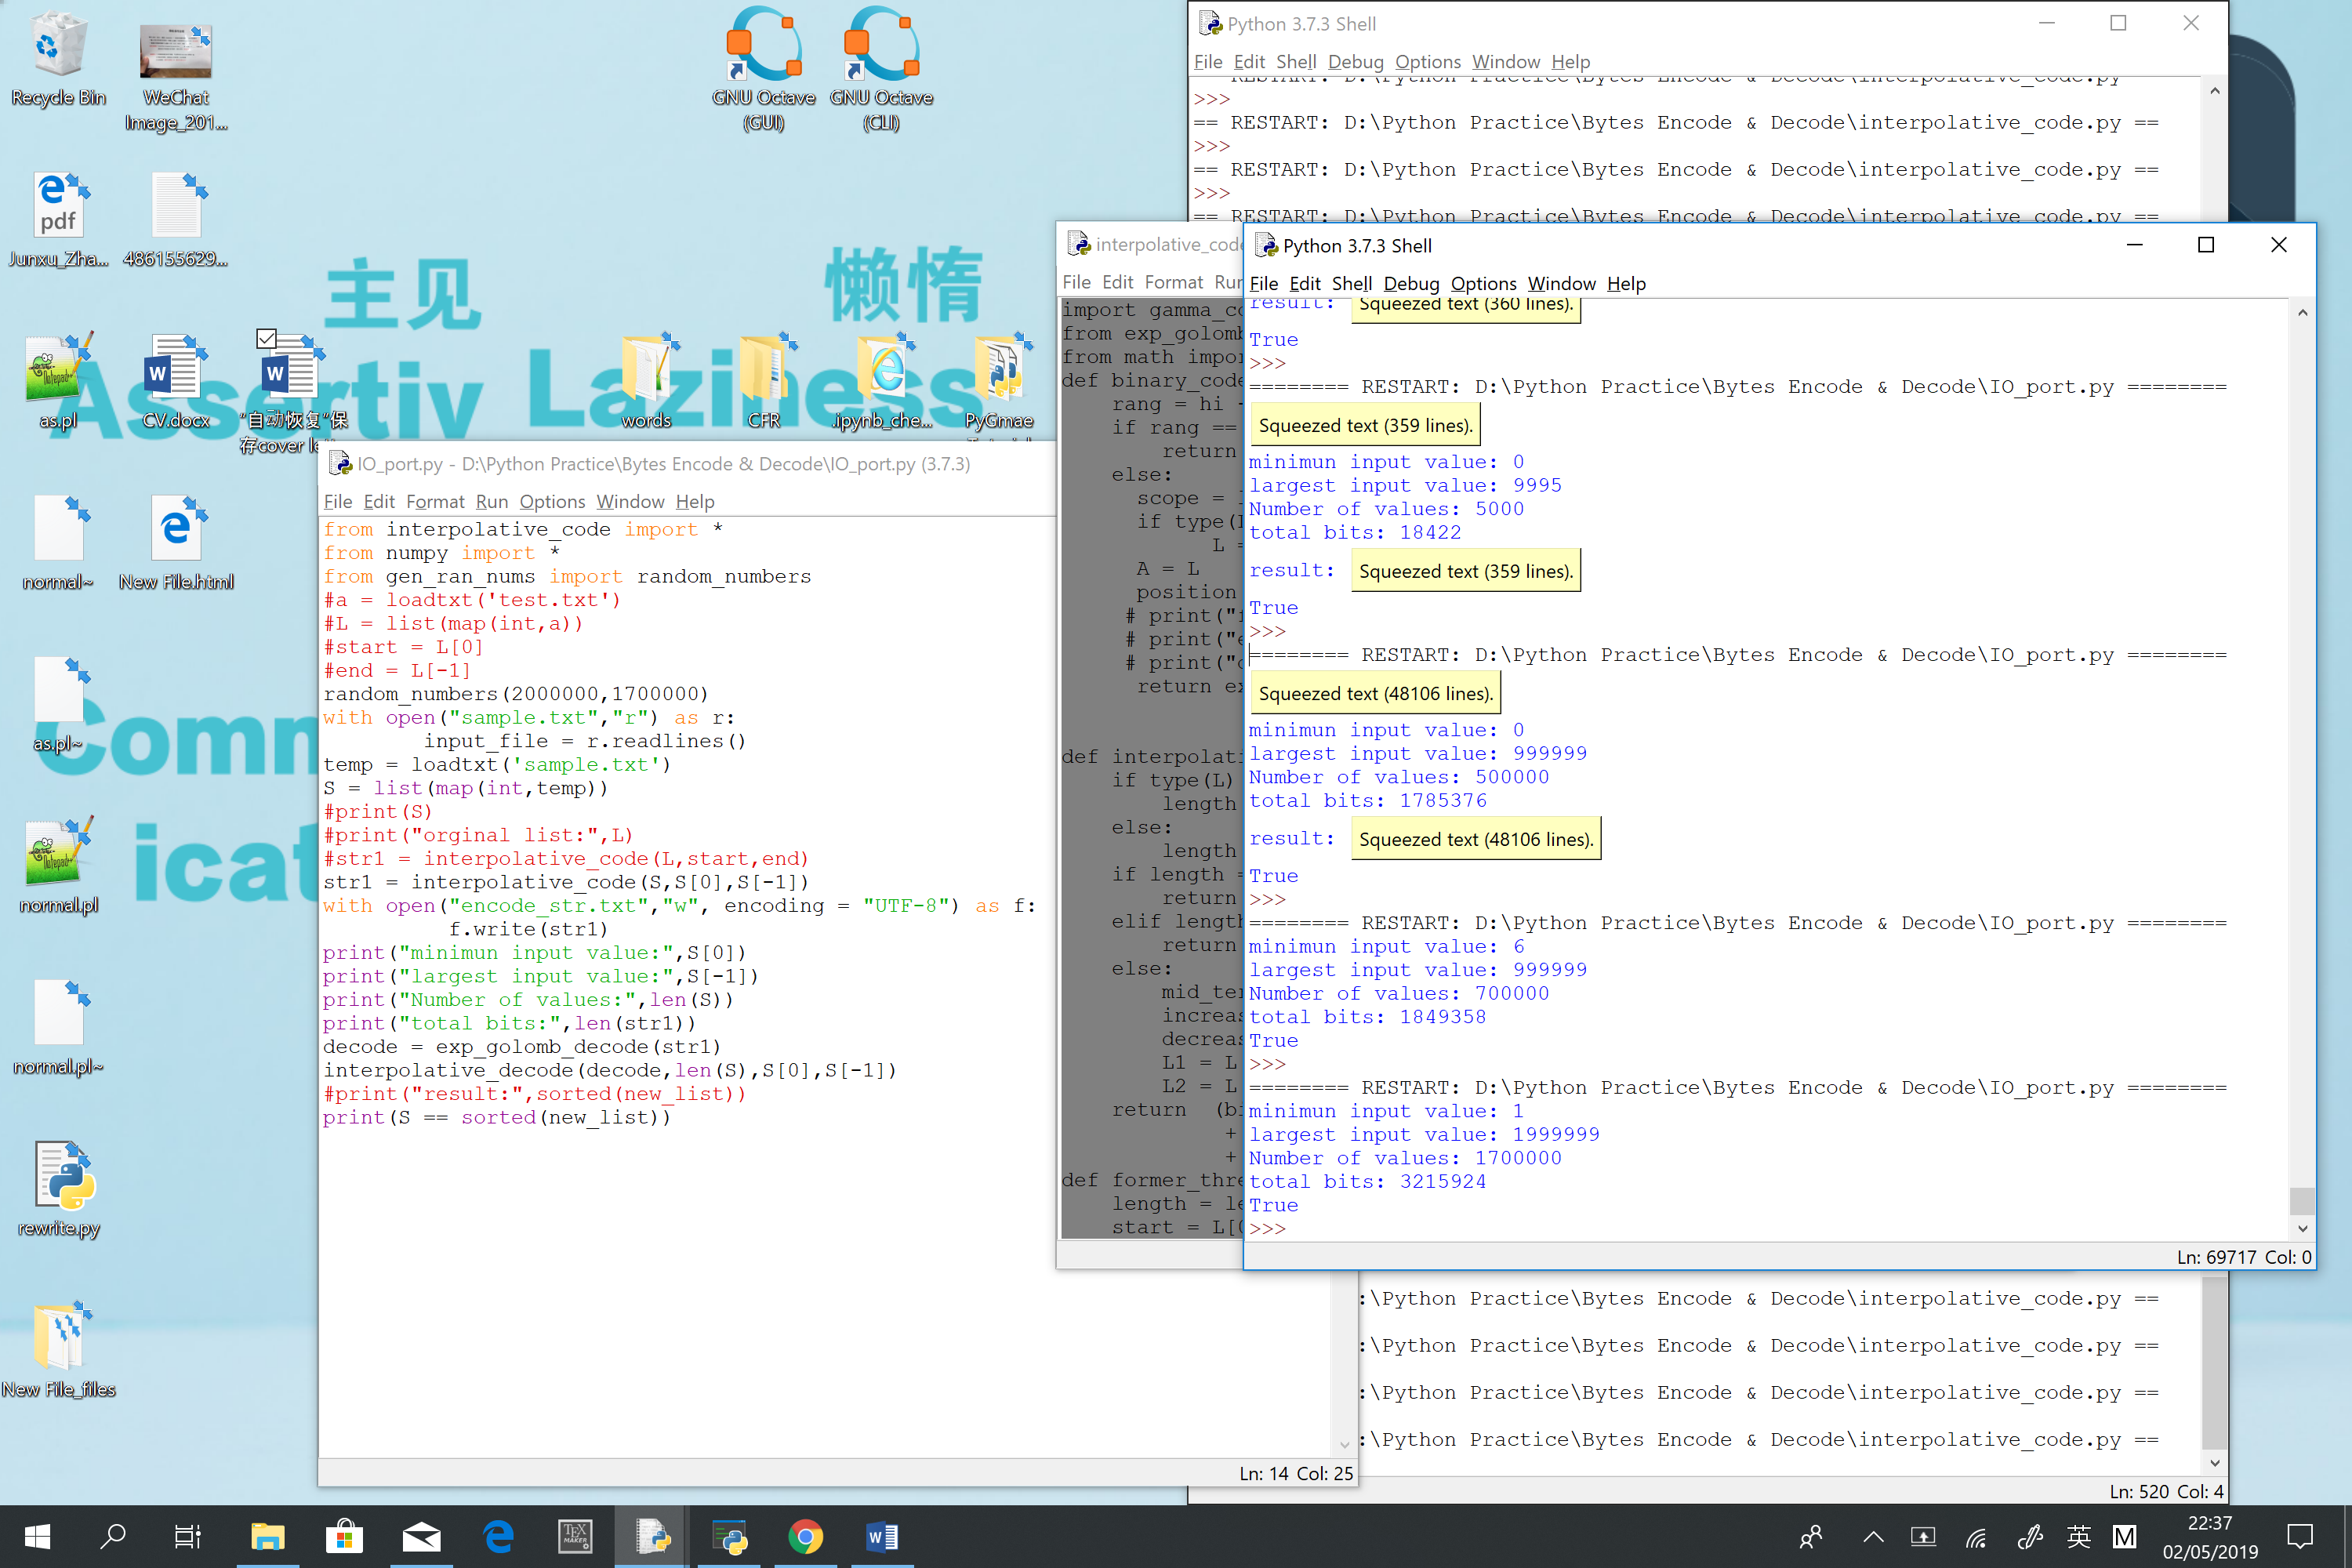 Recycle Bin
WeChat
Image_201...
GNU Octave
(GUI)
GNU Octave
(CLI)
pdf
Junxu_Zha...
486155629...
主见
懒惰
Assertiv
Laziness
as.pl
CV.docx
“自动恢复”保
存cover le
words
CFR
.ipynb_che...
PyGmae
normal~
New File.html
Comm
icat
as.pl~
normal.pl
normal.pl~
rewrite.py
New File_files
Python 3.7.3 Shell
File Edit Shell Debug Options Window Help
RESTART: D:\Python Practice\Bytes Encode & Decode\interpolative_code.py
>>>
== RESTART: D:\Python Practice\Bytes Encode & Decode\interpolative_code.py ==
>>>
== RESTART: D:\Python Practice\Bytes Encode & Decode\interpolative_code.py ==
>>>
== RESTART: D:\Python Practice\Bytes Encode & Decode\interpolative_code.py ==
:\Python Practice\Bytes Encode & Decode\interpolative_code.py ==
:\Python Practice\Bytes Encode & Decode\interpolative_code.py ==
:\Python Practice\Bytes Encode & Decode\interpolative_code.py ==
:\Python Practice\Bytes Encode & Decode\interpolative_code.py ==
Ln: 520 Col: 4
interpolative_code
File Edit Format Run
import gamma_co
from exp_golomb
from math impor
def binary_code
rang = hi -
if rang ==
return
else:
scope =
if type(L
L =
A = L
position
# print("
# print("e
# print("
return ex
def interpolati
if type(L)
length
else:
length
if length =
return
elif length
return
else:
mid_te
increas
decreas
L1 = L
L2 = L
return (bi
+
+
def former_thre
length = le
start = L[
IO_port.py - D:\Python Practice\Bytes Encode & Decode\IO_port.py (3.7.3)
File Edit Format Run Options Window Help
from interpolative_code import *
from numpy import *
from gen_ran_nums import random_numbers
#a = loadtxt('test.txt')
#L = list(map(int,a))
#start = L[0]
#end = L[-1]
random_numbers(2000000,1700000)
with open("sample.txt","r") as r:
input_file = r.readlines()
temp = loadtxt('sample.txt')
S = list(map(int,temp))
#print(S)
#print("orginal list:",L)
#str1 = interpolative_code(L,start,end)
str1 = interpolative_code(S,S[0],S[-1])
with open("encode_str.txt","w", encoding = "UTF-8") as f:
f.write(str1)
print("minimun input value:",S[0])
print("largest input value:",S[-1])
print("Number of values:",len(S))
print("total bits:",len(str1))
decode = exp_golomb_decode(str1)
interpolative_decode(decode,len(S),S[0],S[-1])
#print("result:",sorted(new_list))
print(S == sorted(new_list))
Ln: 14 Col: 25
Python 3.7.3 Shell
File Edit Shell Debug Options Window Help
result: Squeezed text (360 lines).
True
>>>
======== RESTART: D:\Python Practice\Bytes Encode & Decode\IO_port.py ========
Squeezed text (359 lines).
minimun input value: 0
largest input value: 9995
Number of values: 5000
total bits: 18422
result: Squeezed text (359 lines).
True
>>>
======== RESTART: D:\Python Practice\Bytes Encode & Decode\IO_port.py ========
Squeezed text (48106 lines).
minimun input value: 0
largest input value: 999999
Number of values: 500000
total bits: 1785376
result: Squeezed text (48106 lines).
True
>>>
======== RESTART: D:\Python Practice\Bytes Encode & Decode\IO_port.py ========
minimun input value: 6
largest input value: 999999
Number of values: 700000
total bits: 1849358
True
>>>
======== RESTART: D:\Python Practice\Bytes Encode & Decode\IO_port.py ========
minimun input value: 1
largest input value: 1999999
Number of values: 1700000
total bits: 3215924
True
>>>
Ln: 69717 Col: 0
TEX
MAKER
英
M
22:37
02/05/2019